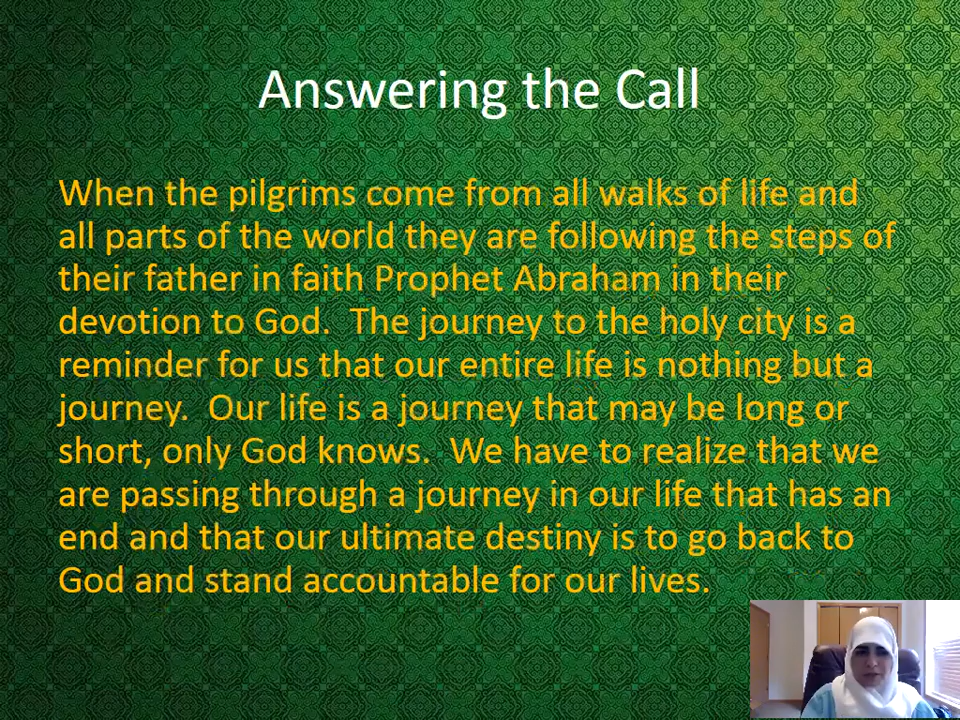 Answering the Call
When the pilgrims come from all walks of life and
all parts of the world they are following the steps of
their father in faith Prophet Abraham in their
devotion to God.  The journey to the holy city is a
reminder for us that our entire life is nothing but a
journey.  Our life is a journey that may be long or
short, only God knows.  We have to realize that we
are passing through a journey in our life that has an
end and that our ultimate destiny is to go back to
God and stand accountable for our lives.